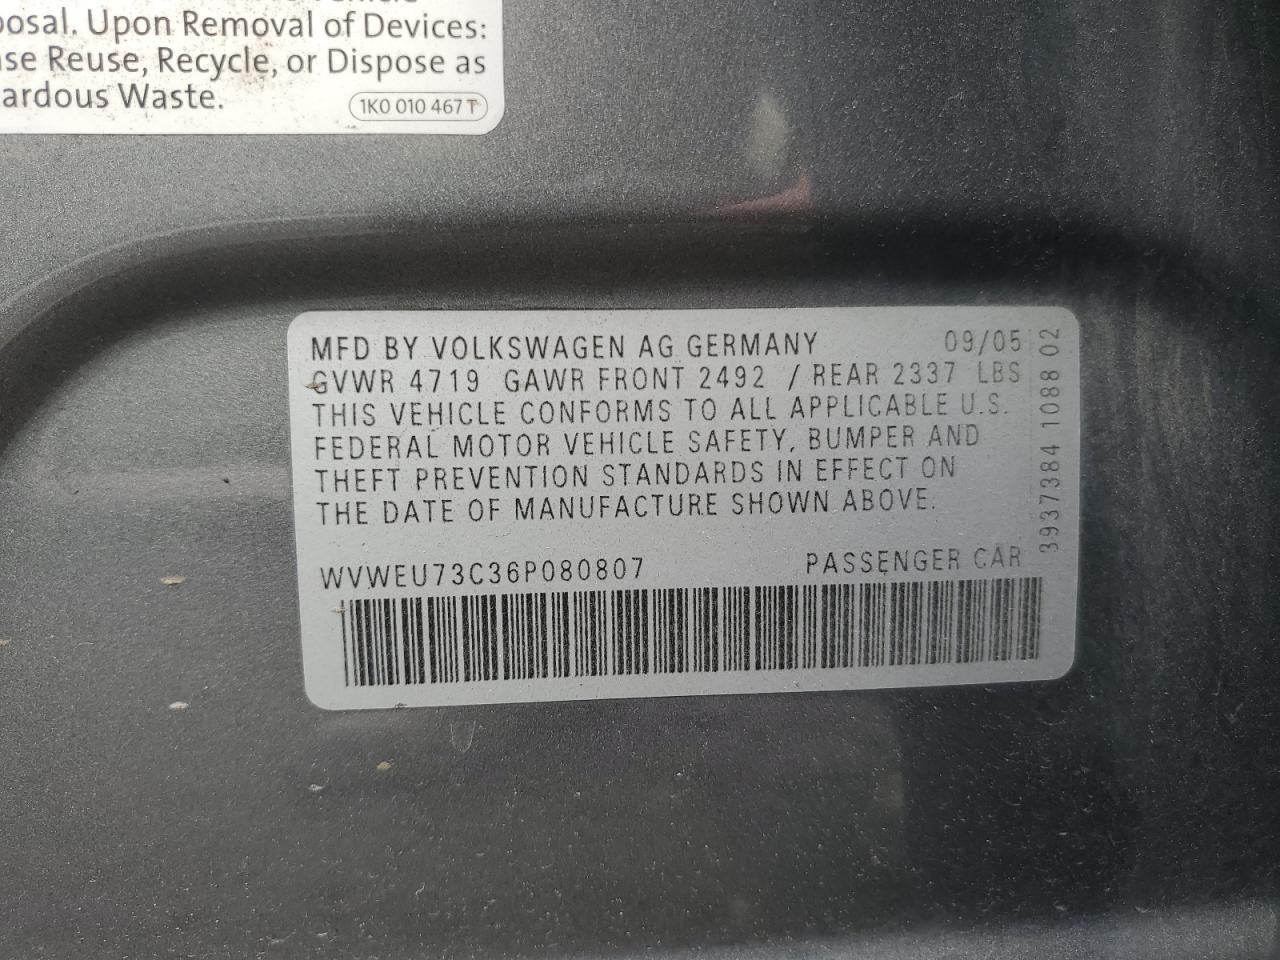 posal. Upon Removal of Devices:
se Reuse, Recycle, or Dispose as
ardous Waste.
1K0 010 467 T
MFD BY VOLKSWAGEN AG GERMANY 09/05
GVWR 4719 GAWR FRONT 2492 / REAR 2337 LBS
THIS VEHICLE CONFORMS TO ALL APPLICABLE U.S.
FEDERAL MOTOR VEHICLE SAFETY, BUMPER AND
THEFT PREVENTION STANDARDS IN EFFECT ON
THE DATE OF MANUFACTURE SHOWN ABOVE.
WVWEU73C36P080807 PASSENGER CAR
3937384 1088 02